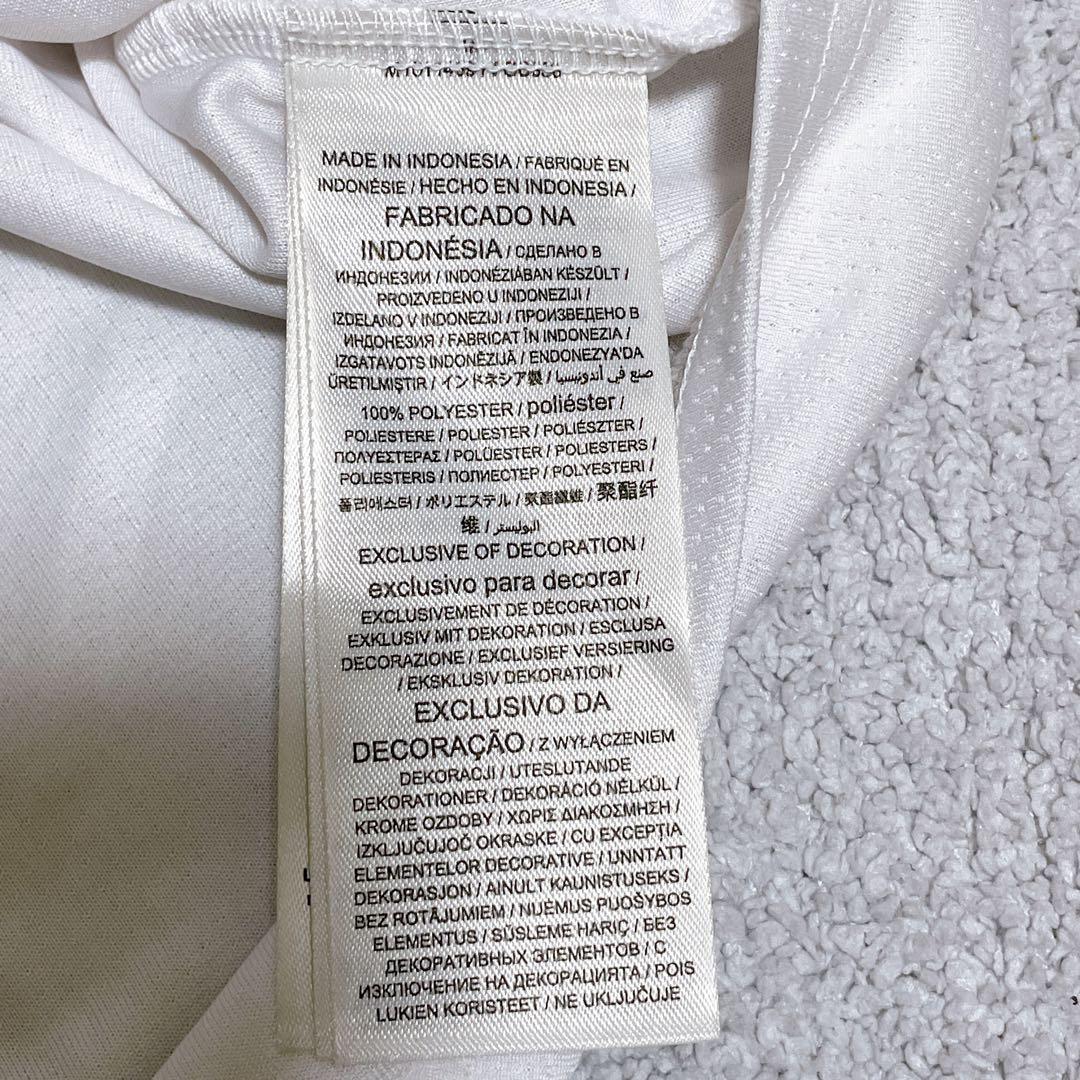 MADE IN INDONESIA / FABRIQUÉ EN
INDONÉSIE / HECHO EN INDONESIA /
FABRICADO NA
INDONÉSIA / СДЕЛАНО В
ИНДОНЕЗИИ / INDONÉZIÁBAN KÉSZÜLT /
PROIZVEDENO U INDONEZIJI /
IZDELANO V INDONEZIJI / ПРОИЗВЕДЕНО В
ИНДОНЕЗИЯ / FABRICAT ÎN INDONEZIA /
IZGATAVOTS INDONĒZIJĀ / ENDONEZYA'DA
ÜRETILMIŞTIR / インドネシア製 / صنع في أندونيسيا
100% POLYESTER / poliéster /
POLIESTERE / POLIESTER / POLIÉSZTER /
ΠΟΛΥΕΣΤΕΡΑΣ / POLÜESTER / POLIESTERS /
POLIESTERIS / ПОЛИЕСТЕР / POLYESTERI /
폴리에스터 / ポリエステル / 聚酯纖維 / 聚酯纤
维 / البوليستر
EXCLUSIVE OF DECORATION /
exclusivo para decorar /
EXCLUSIVEMENT DE DÉCORATION /
EXKLUSIV MIT DEKORATION / ESCLUSA
DECORAZIONE / EXCLUSIEF VERSIERING
/ EKSKLUSIV DEKORATION /
EXCLUSIVO DA
DECORAÇÃO / Z WYŁĄCZENIEM
DEKORACJI / UTESLUTANDE
DEKORATIONER / DEKORÁCIÓ NÉLKÜL /
KROME OZDOBY / ΧΩΡΙΣ ΔΙΑΚΟΣΜΗΣΗ /
IZKLJUČUJOČ OKRASKE / CU EXCEPȚIA
ELEMENTELOR DECORATIVE / UNNTATT
DEKORASJON / AINULT KAUNISTUSEKS /
BEZ ROTĀJUMIEM / NUĖMUS PUOŠYBOS
ELEMENTUS / SÜSLEME HARIÇ / БЕЗ
ДЕКОРАТИВНЫХ ЭЛЕМЕНТОВ / С
ИЗКЛЮЧЕНИЕ НА ДЕКОРАЦИЯТА / POIS
LUKIEN KORISTEET / NE UKLJUČUJE